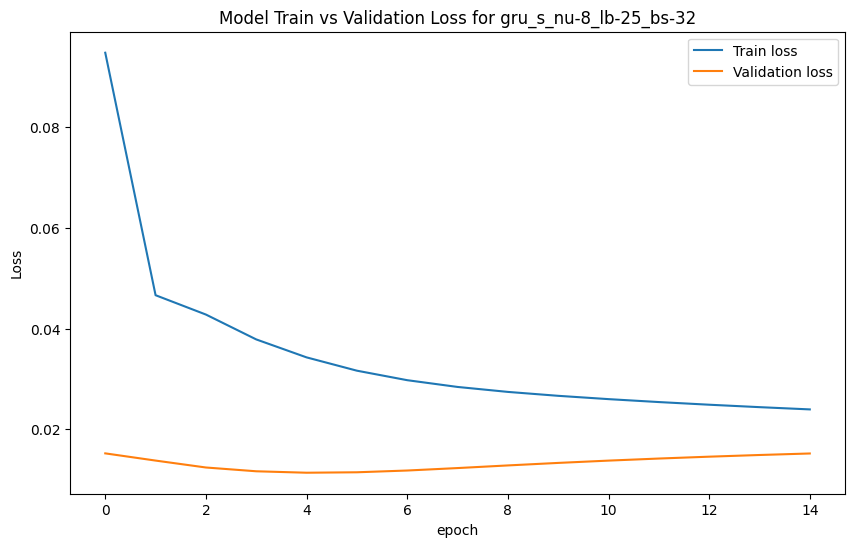 Model Train vs Validation Loss for gru_s_nu-8_lb-25_bs-32
Train loss
Validation loss
Loss
0.08
0.06
0.04
0.02
0 2 4 6 8 10 12 14
epoch